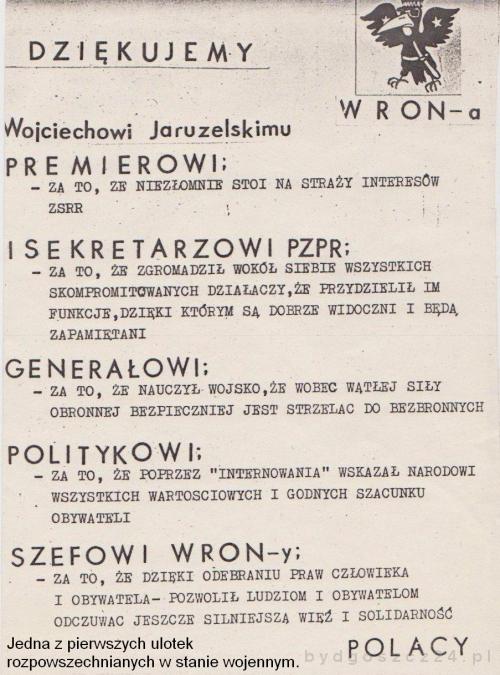 DZIĘKUJEMY
WRON-a
Wojciechowi Jaruzelskimu
PREMIEROWI;
- ZA TO, ZE NIEZŁOMNIE STOI NA STRAŻY INTERESÓW
ZSRR
I SEKRETARZOWI PZPR;
- ZA TO, ŻE ZGROMADZIŁ WOKÓŁ SIEBIE WSZYSTKICH
SKOMPROMITOWANYCH DZIAŁACZY,ŻE PRZYDZIELIŁ IM
FUNKCJE,DZIĘKI KTÓRYM SĄ DOBRZE WIDOCZNI I BĘDĄ
ZAPAMIĘTANI
GENERAŁOWI;
- ZA TO, ŻE NAUCZYŁ WOJSKO,ŻE WOBEC WĄTŁEJ SIŁY
OBRONNEJ BEZPIECZNIEJ JEST STRZELAC DO BEZBRONNYCH
POLITYKOWI;
- ZA TO, ŻE POPRZEZ "INTERNOWANIA" WSKAZAŁ NARODOWI
WSZYSTKICH WARTOSCIOWYCH I GODNYCH SZACUNKU
OBYWATELI
SZEFOWI WRON-y;
- ZA TO, ŻE DZIĘKI ODEBRANIU PRAW CZŁOWIEKA
I OBYWATELA- POZWOLIŁ LUDZIOM I OBYWATELOM
ODCZUWAC JESZCZE SILNIEJSZĄ WIĘŹ I SOLIDARNOŚĆ
POLACY
Jedna z pierwszych ulotek
rozpowszechnianych w stanie wojennym.
bydgoszcz24.pl